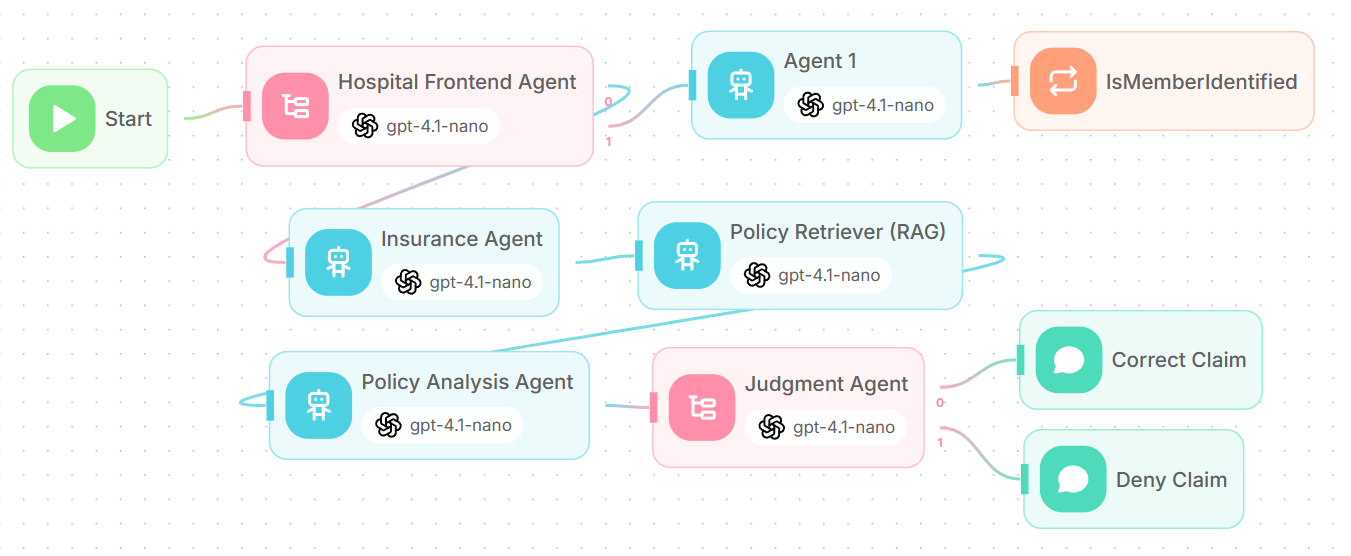 Start
Hospital Frontend Agent
gpt-4.1-nano
0
1
Agent 1
gpt-4.1-nano
IsMemberIdentified
Insurance Agent
gpt-4.1-nano
Policy Retriever (RAG)
gpt-4.1-nano
Policy Analysis Agent
gpt-4.1-nano
Judgment Agent
gpt-4.1-nano
0
1
Correct Claim
Deny Claim